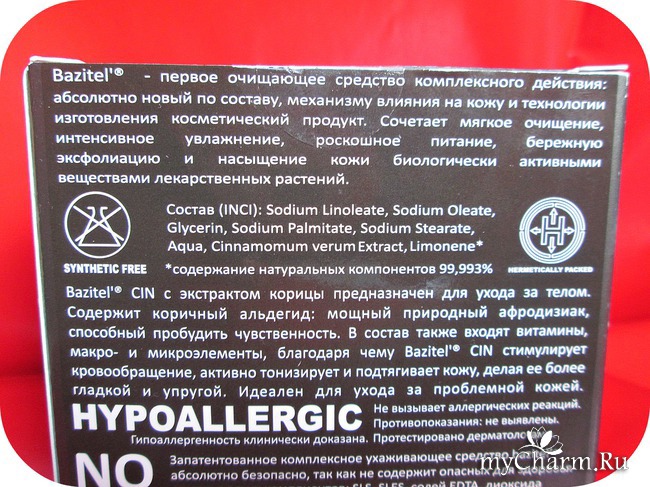 Bazitel'® - первое очищающее средство комплексного действия:
абсолютно новый по составу, механизму влияния на кожу и технологии
изготовления косметический продукт. Сочетает мягкое очищение,
интенсивное увлажнение, роскошное питание, бережную
эксфолиацию и насыщение кожи биологически активными
веществами лекарственных растений.
Состав (INCI): Sodium Linoleate, Sodium Oleate,
Glycerin, Sodium Palmitate, Sodium Stearate,
Aqua, Cinnamomum verum Extract, Limonene*
SYNTHETIC FREE
*содержание натуральных компонентов 99,993%
HERMETICALLY PACKED
Bazitel'® CIN с экстрактом корицы предназначен для ухода за телом.
Содержит коричный альдегид: мощный природный афродизиак,
способный пробудить чувственность. В состав также входят витамины,
макро- и микроэлементы, благодаря чему Bazitel'® CIN стимулирует
кровообращение, активно тонизирует и подтягивает кожу, делая ее более
гладкой и упругой. Идеален для ухода за проблемной кожей.
HYPOALLERGIC
Не вызывает аллергических реакций.
Противопоказания: не выявлены.
Гипоаллергенность клинически доказана. Протестировано
NO
Запатентованное комплексное ухаживающее средство
абсолютно безопасно, так как не содержит опасных для
SLS, SLES, солей EDTA, диоксида
myCharm.Ru